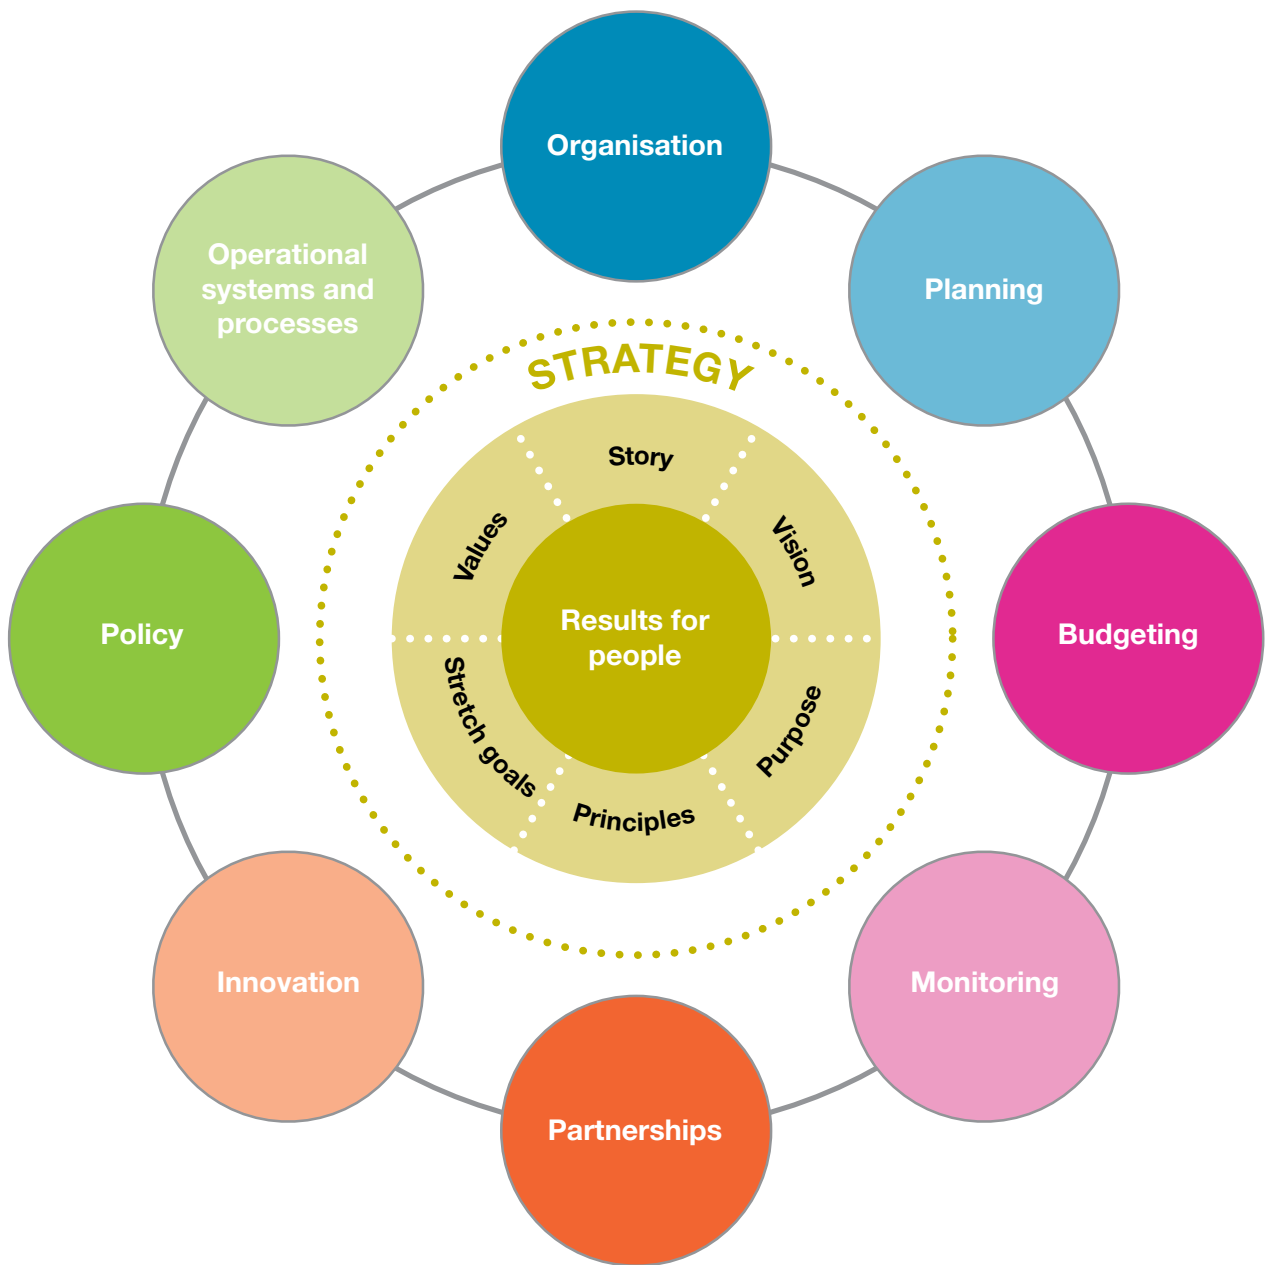 Organisation
Operational
systems and
processes
Planning
STRATEGY
Story
Values
Vision
Results for
people
Policy
Budgeting
Stretch goals
Purpose
Principles
Innovation
Monitoring
Partnerships